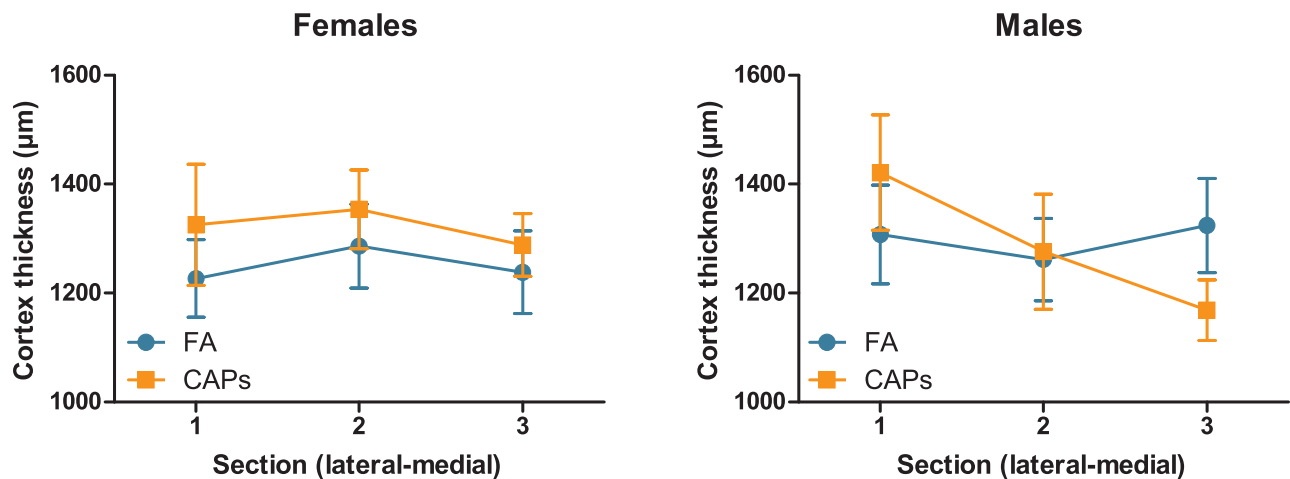 Females
Cortex thickness (µm)
1600
1400
1200
1000
FA
CAPs
1 2 3
Section (lateral-medial)
Males
Cortex thickness (µm)
1600
1400
1200
1000
FA
CAPs
1 2 3
Section (lateral-medial)